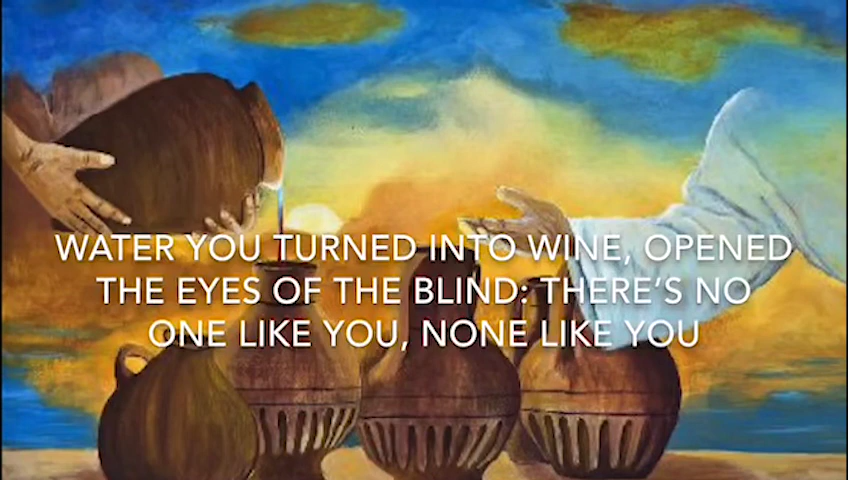 WATER YOU TURNED INTO WINE, OPENED
THE EYES OF THE BLIND: THERE’S NO
ONE LIKE YOU, NONE LIKE YOU